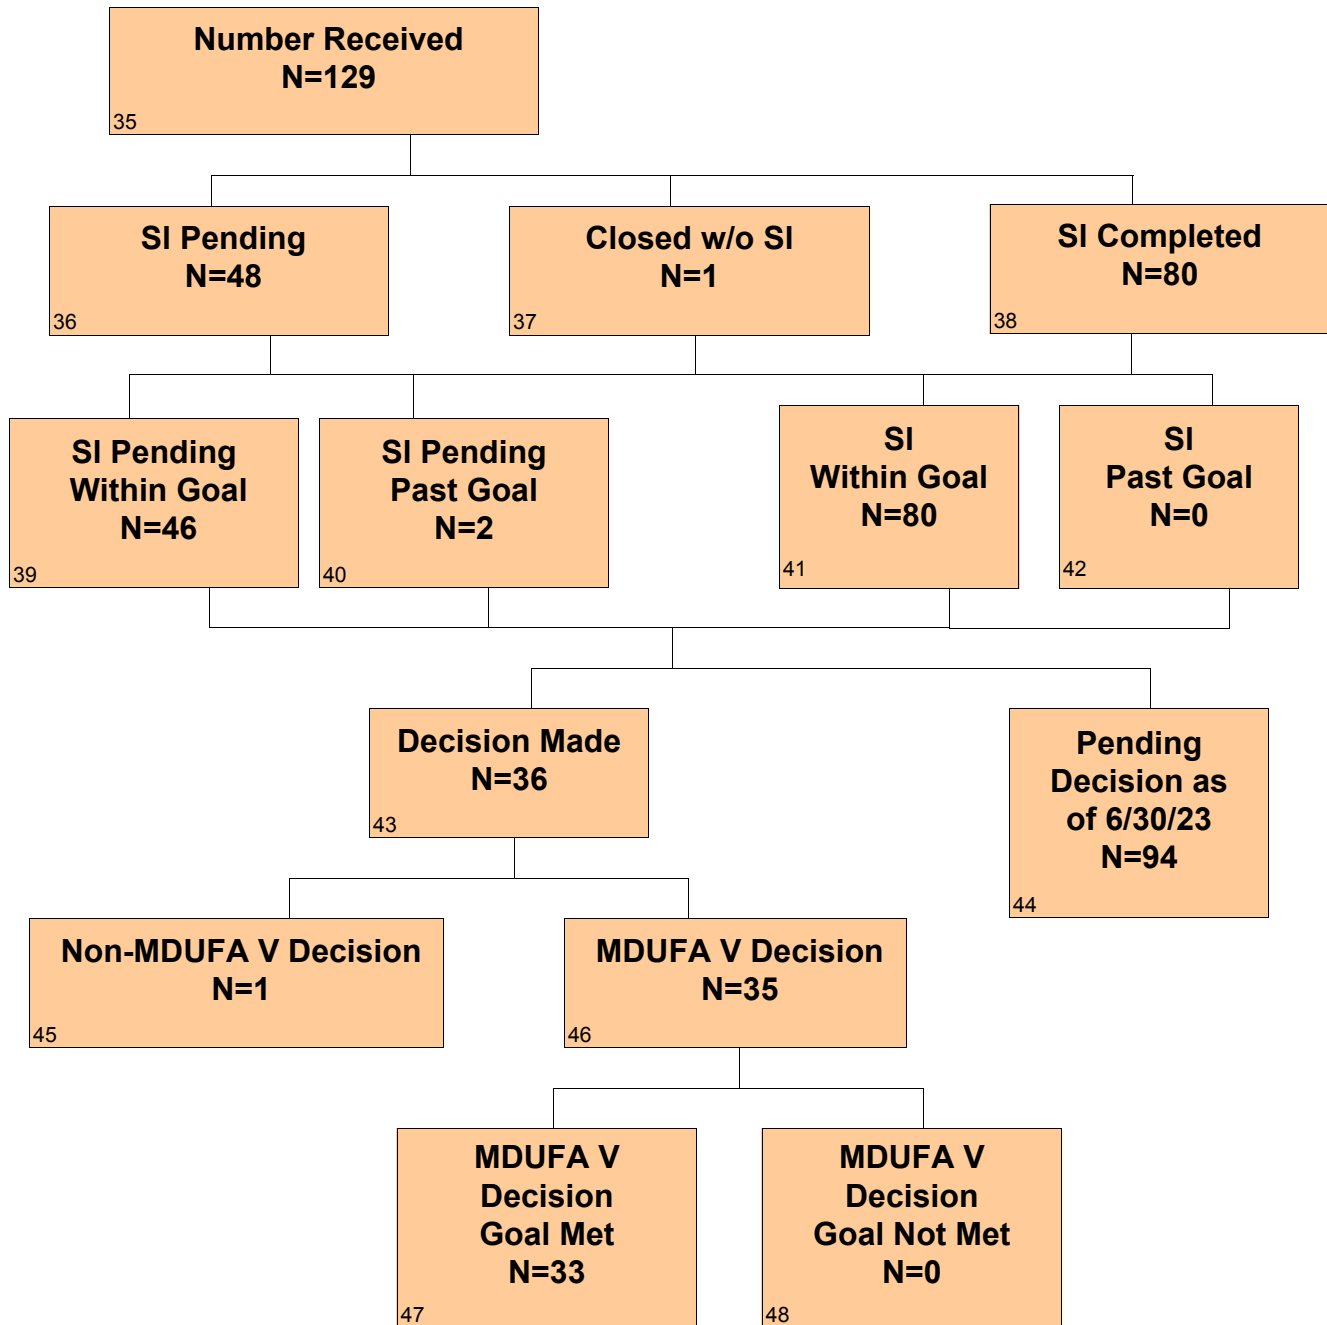 Number Received
N=129
35
SI Pending
N=48
36
Closed w/o SI
N=1
37
SI Completed
N=80
38
SI Pending
Within Goal
N=46
39
SI Pending
Past Goal
N=2
40
SI
Within Goal
N=80
41
SI
Past Goal
N=0
42
Decision Made
N=36
43
Pending
Decision as
of 6/30/23
N=94
44
Non-MDUFA V Decision
N=1
45
MDUFA V Decision
N=35
46
MDUFA V
Decision
Goal Met
N=33
47
MDUFA V
Decision
Goal Not Met
N=0
48